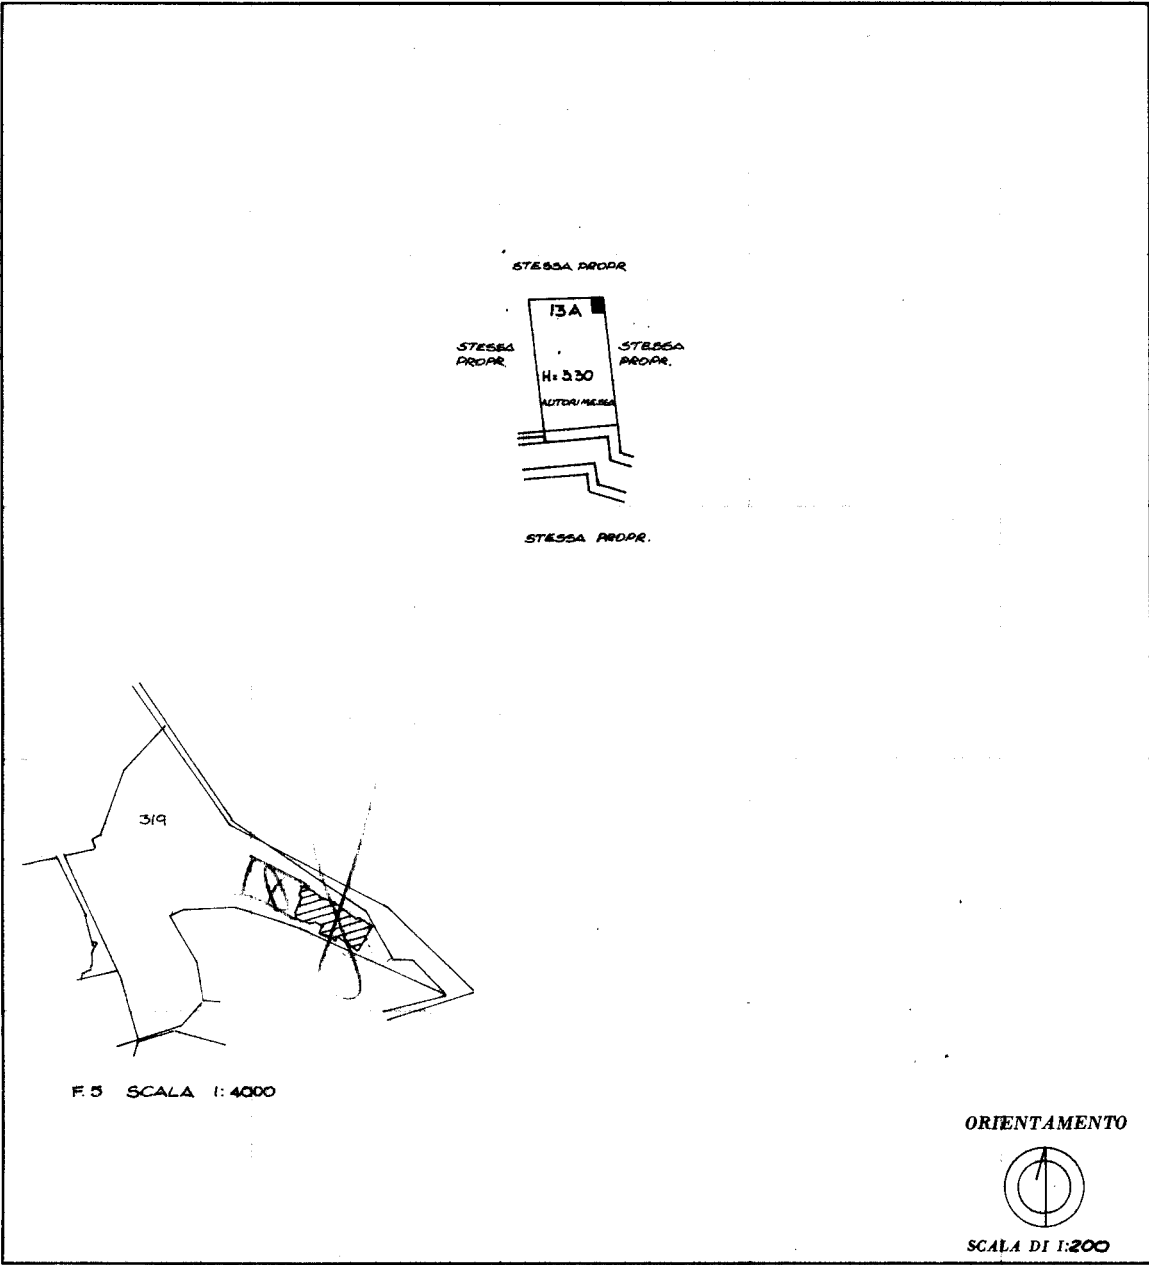 STESSA PROPR
13A
STESSA
PROPR.
STESSA
PROPR.
H: 3.30
AUTORIMESSA
STESSA PROPR.
319
F. 5 SCALA 1: 4000
ORIENTAMENTO
SCALA DI 1:200